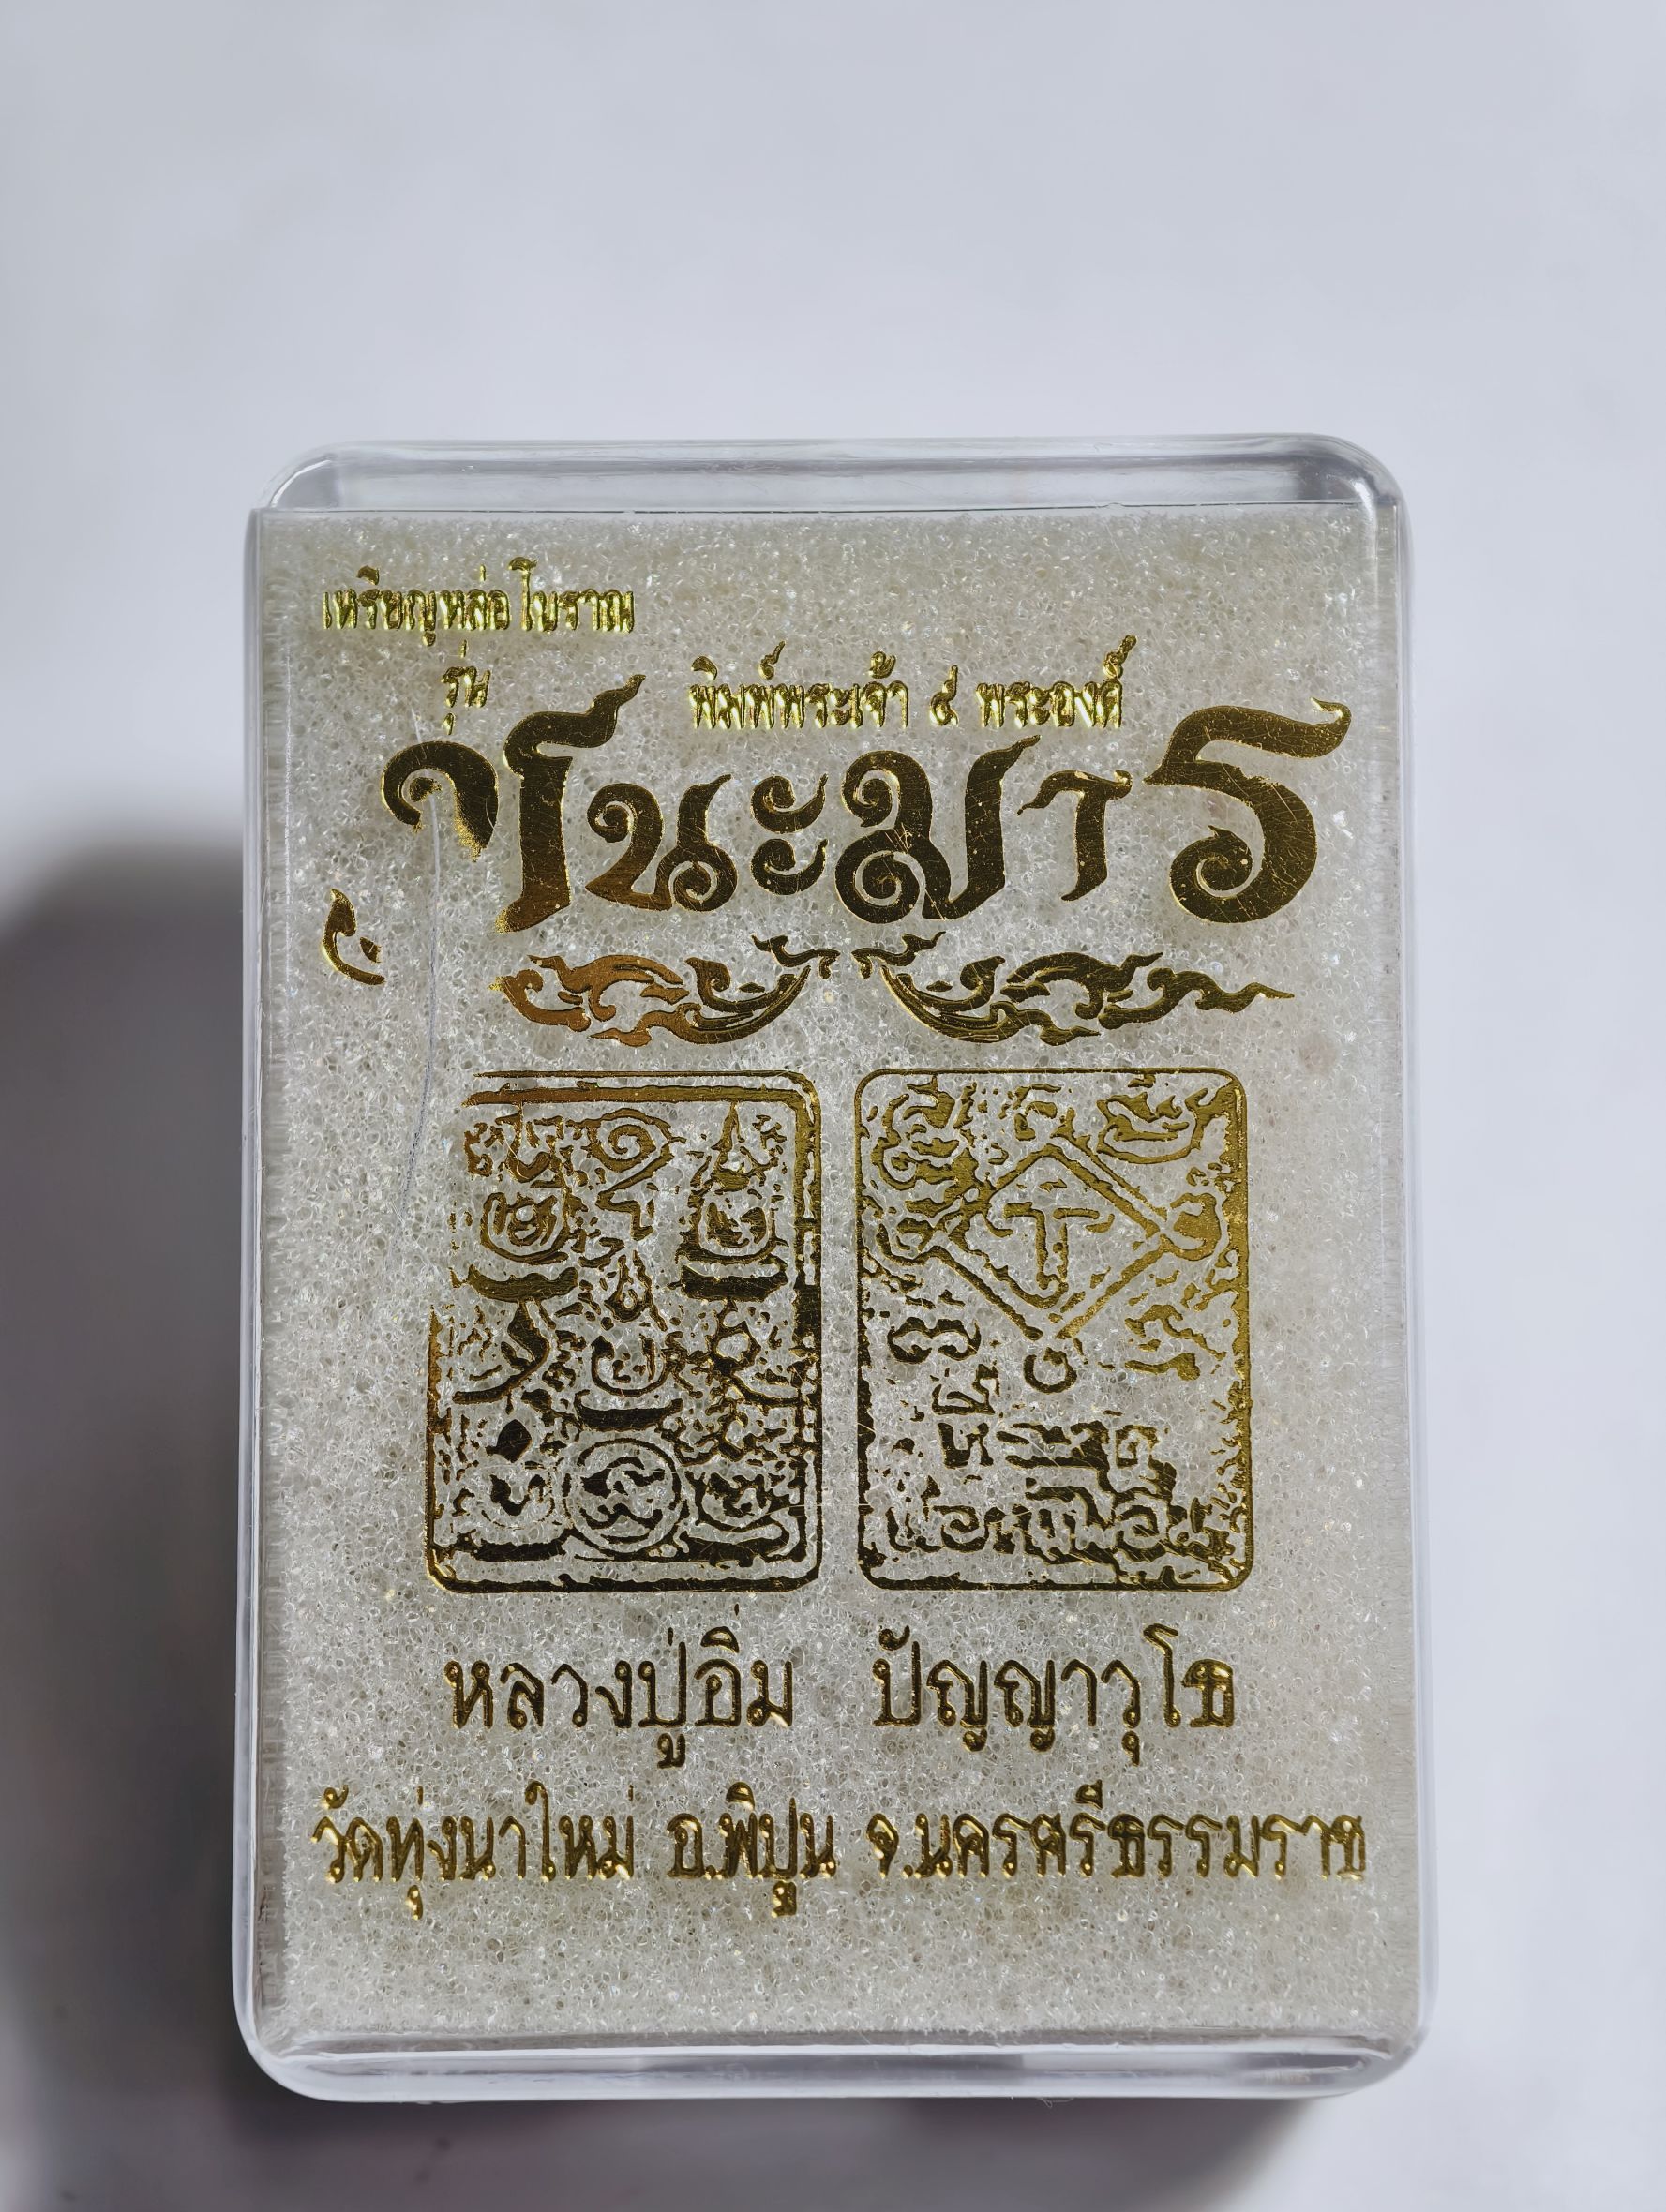 เหรียญหล่อโบราณ
รุ่น
พิมพ์พระเจ้า ๕ พระองค์
ชนะมาร
หลวงปู่อิ่ม ปัญญาวุโธ
วัดทุ่งนาใหม่ อ.พิปูน จ.นครศรีธรรมราช